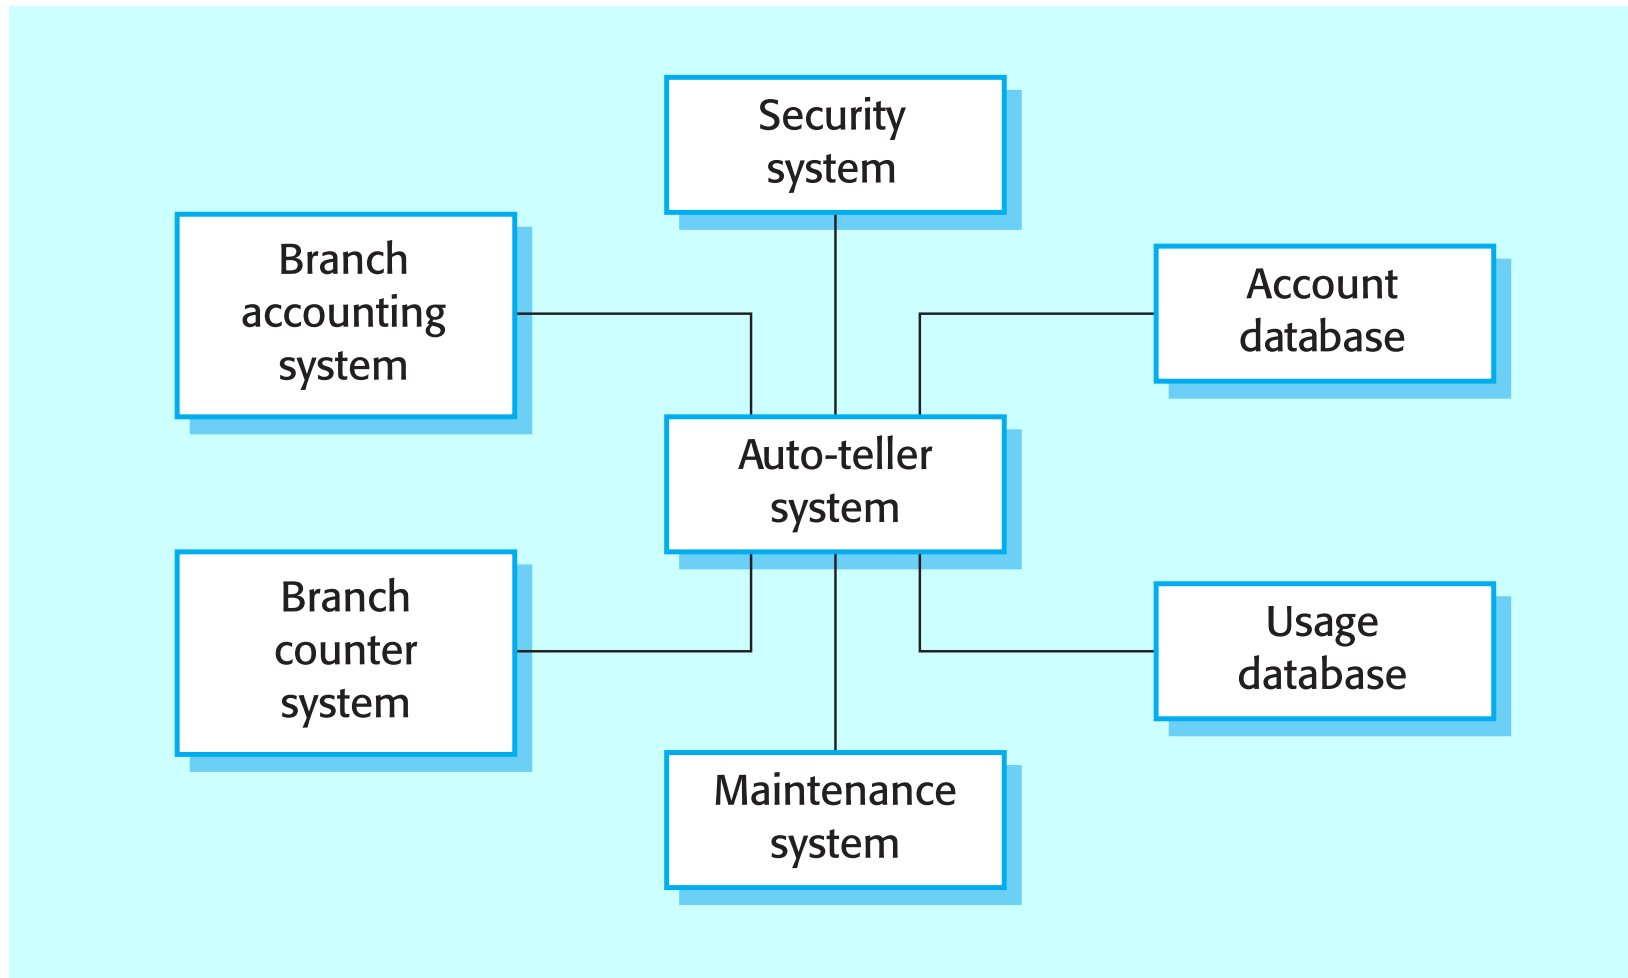 Security
system
Branch
accounting
system
Account
database
Auto-teller
system
Branch
counter
system
Usage
database
Maintenance
system